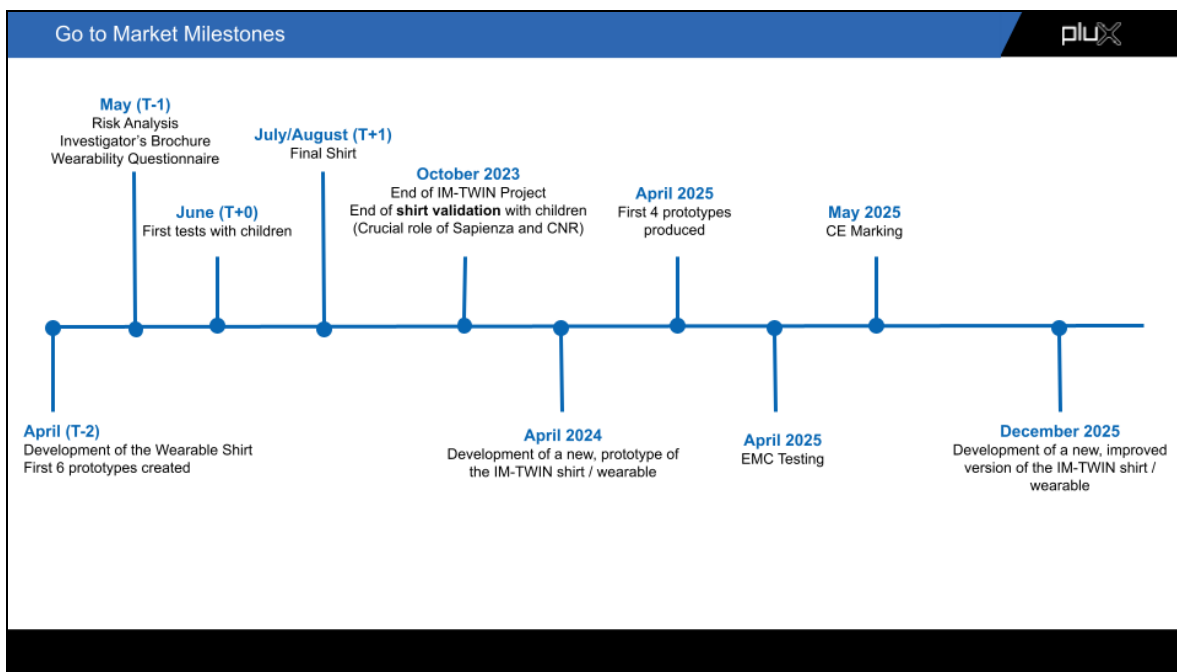 Go to Market Milestones
plux
May (T-1)
Risk Analysis
Investigator's Brochure
Wearability Questionnaire
June (T+0)
First tests with children
July/August (T+1)
Final Shirt
October 2023
End of IM-TWIN Project
End of shirt validation with children
(Crucial role of Sapienza and CNR)
April 2025
First 4 prototypes
produced
May 2025
CE Marking
April (T-2)
Development of the Wearable Shirt
First 6 prototypes created
April 2024
Development of a new, prototype of
the IM-TWIN shirt / wearable
April 2025
EMC Testing
December 2025
Development of a new, improved
version of the IM-TWIN shirt /
wearable